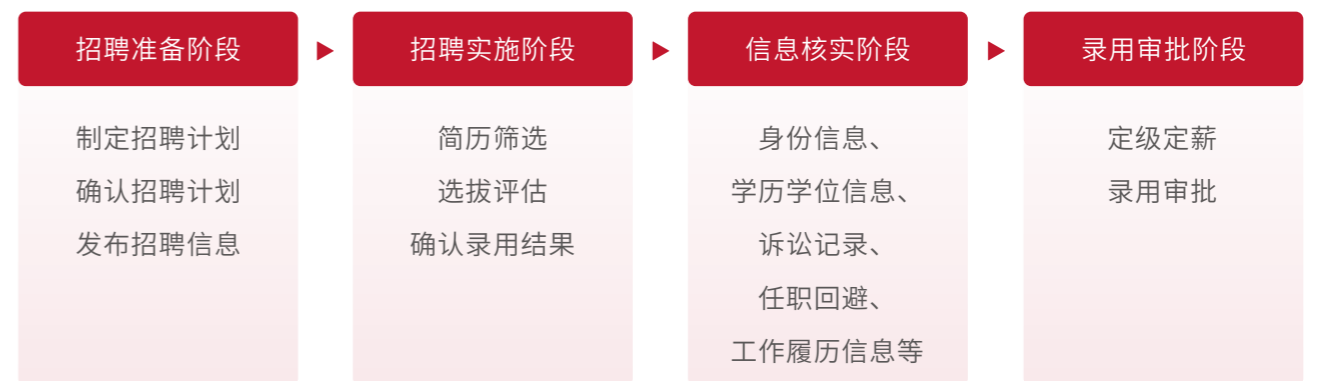 招聘准备阶段
制定招聘计划
确认招聘计划
发布招聘信息
招聘实施阶段
简历筛选
选拔评估
确认录用结果
信息核实阶段
身份信息、
学历学位信息、
诉讼记录、
任职回避、
工作履历信息等
录用审批阶段
定级定薪
录用审批